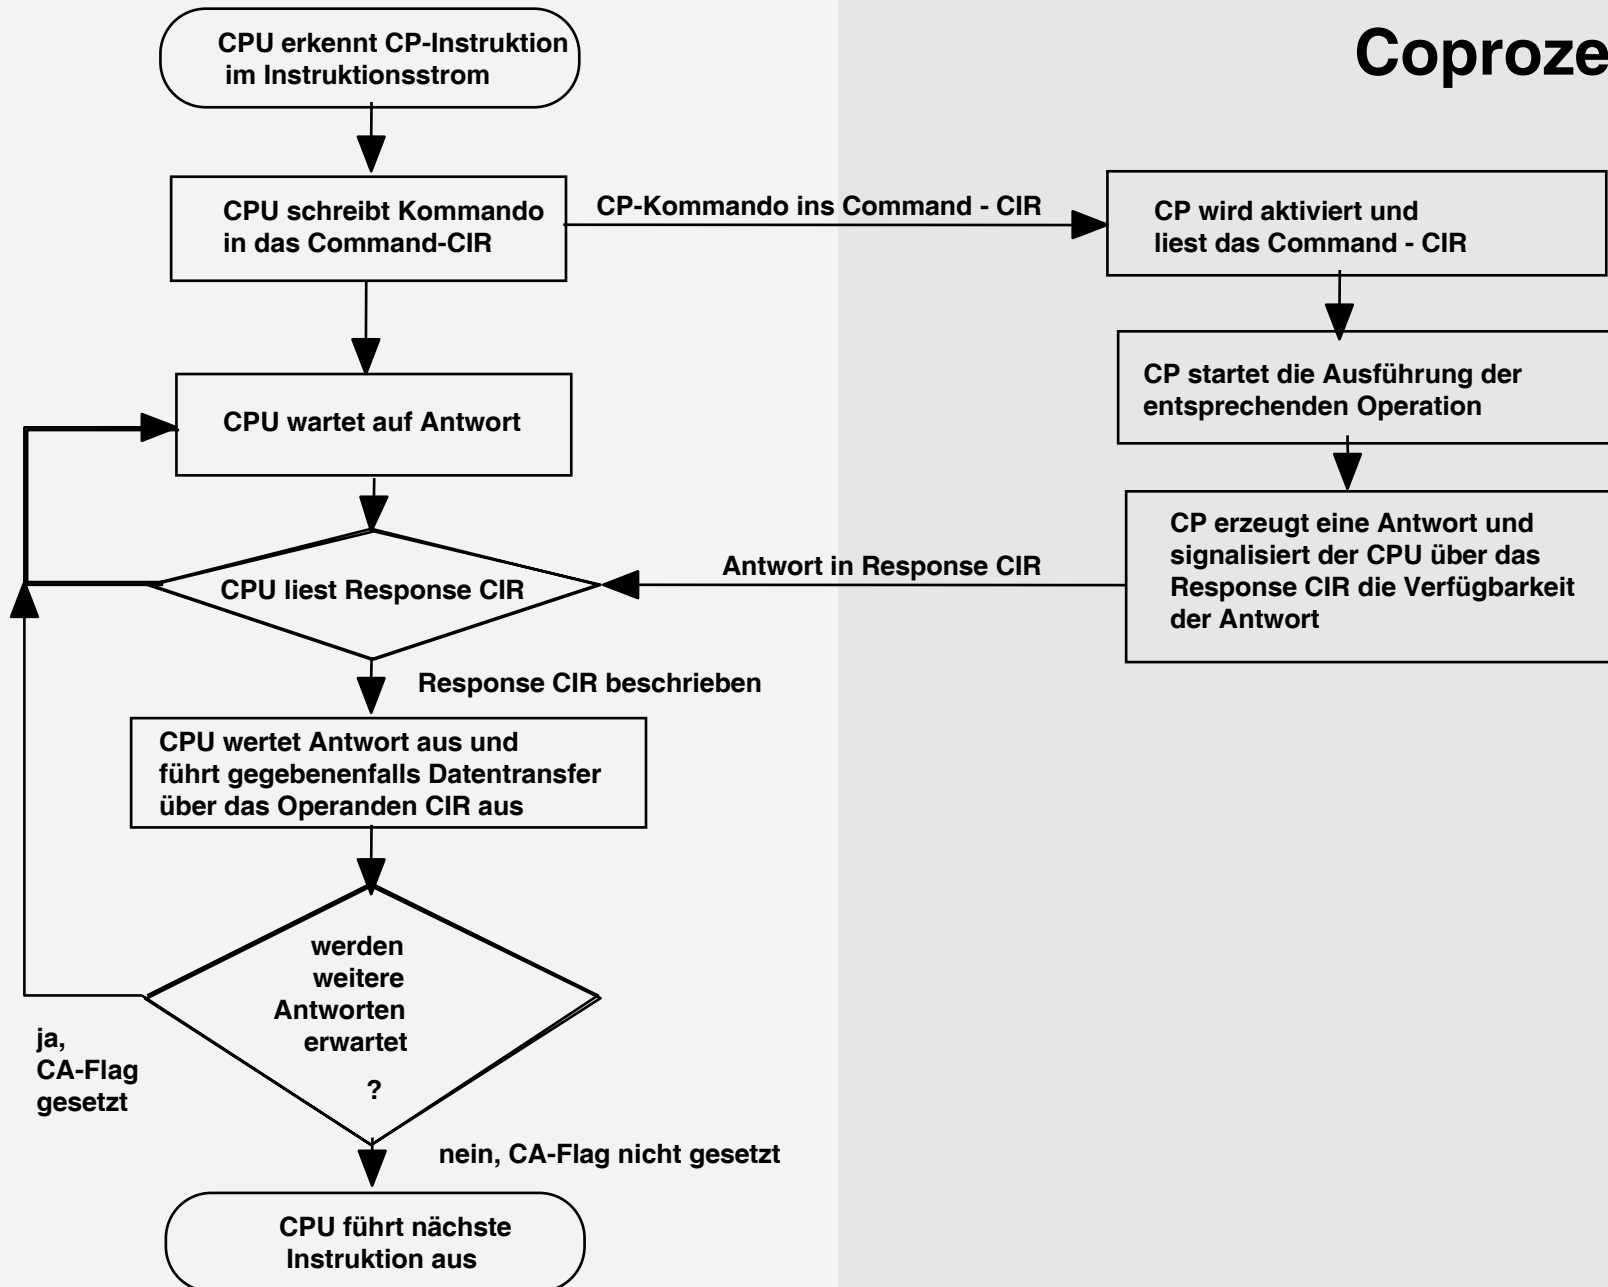 CPU erkennt CP-Instruktion
im Instruktionsstrom
Coproze
CPU schreibt Kommando
in das Command-CIR
CP-Kommando ins Command - CIR
CP wird aktiviert und
liest das Command - CIR
CPU wartet auf Antwort
CP startet die Ausführung der
entsprechenden Operation
CPU liest Response CIR
Antwort in Response CIR
CP erzeugt eine Antwort und
signalisiert der CPU über das
Response CIR die Verfügbarkeit
der Antwort
Response CIR beschrieben
CPU wertet Antwort aus und
führt gegebenenfalls Datentransfer
über das Operanden CIR aus
werden
weitere
Antworten
erwartet
?
ja,
CA-Flag
gesetzt
nein, CA-Flag nicht gesetzt
CPU führt nächste
Instruktion aus